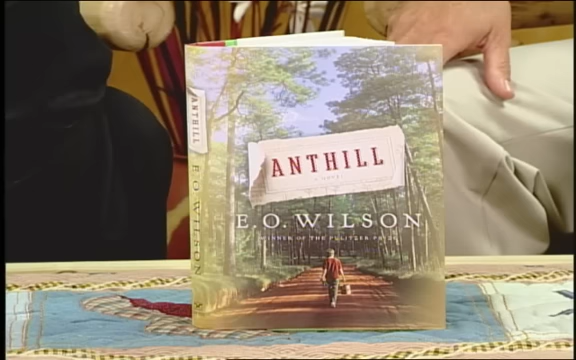 ANTHILL
A NOVEL
E. O. WILSON
WINNER OF THE PULITZER PRIZE
ANTHILL
E. O. WILSON